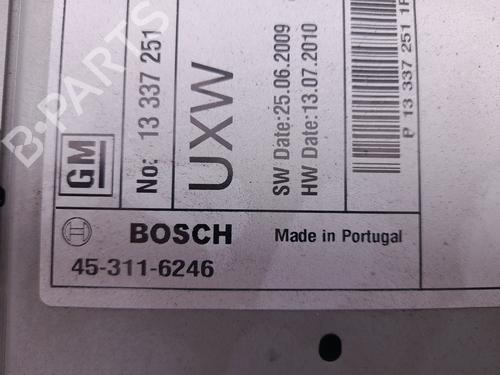 GM
No: 13 337 251
UXW
SW Date:25.06.2009
HW Date:13.07.2010
P 13 337 251
BOSCH
Made in Portugal
45-311-6246
B-PARTS